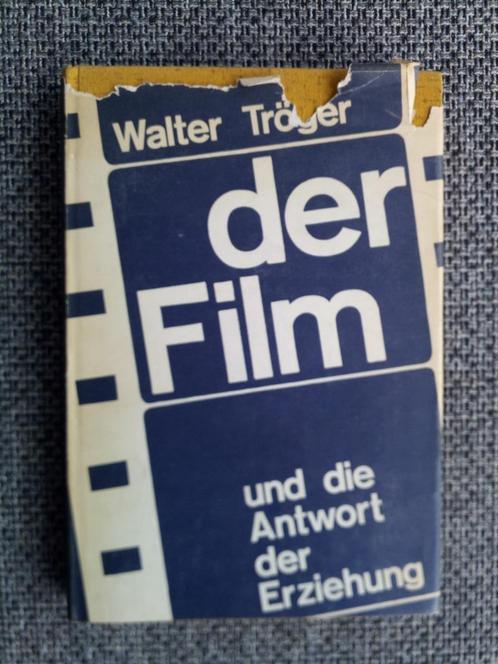 Walter Tröger
der
Film
und die
Antwort
der
Erziehung